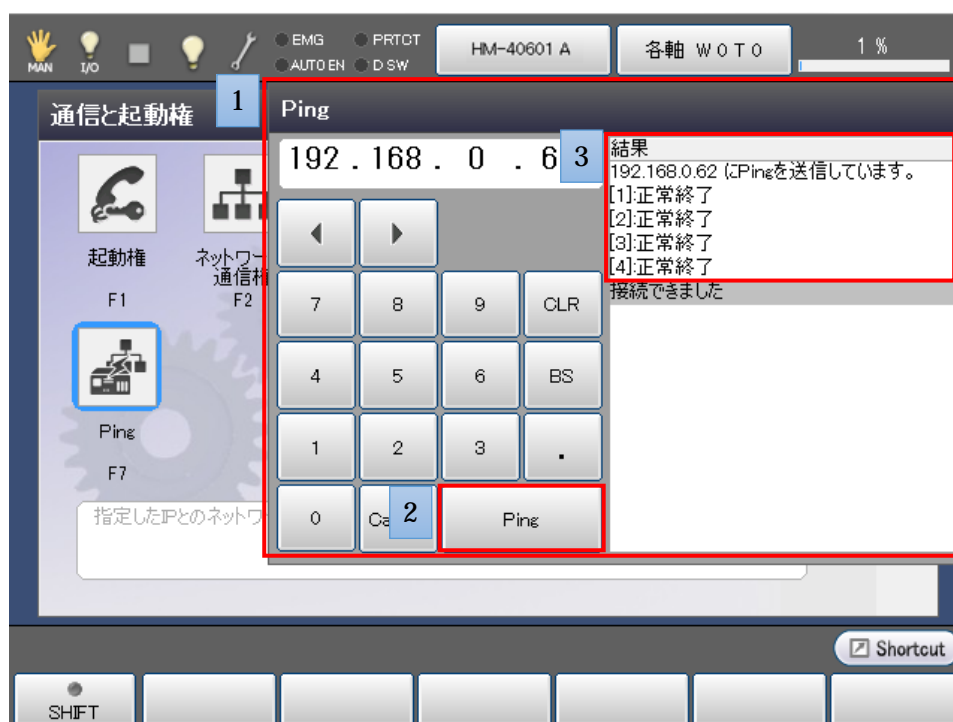 MAN
I/O
EMG
PRTCT
AUTO EN
D SW
HM-40601 A
各軸 W 0 T 0
1 %
通信と起動権
1
Ping
192 . 168 . 0 . 6
3
結果
192.168.0.62 にPingを送信しています。
[1]:正常終了
[2]:正常終了
[3]:正常終了
[4]:正常終了
接続できました
起動権
F1
ネットワー
通信権
F2
7
8
9
CLR
4
5
6
BS
Ping
F7
1
2
3
.
指定したIPとのネットワ
0
Ca
2
Ping
Shortcut
SHIFT